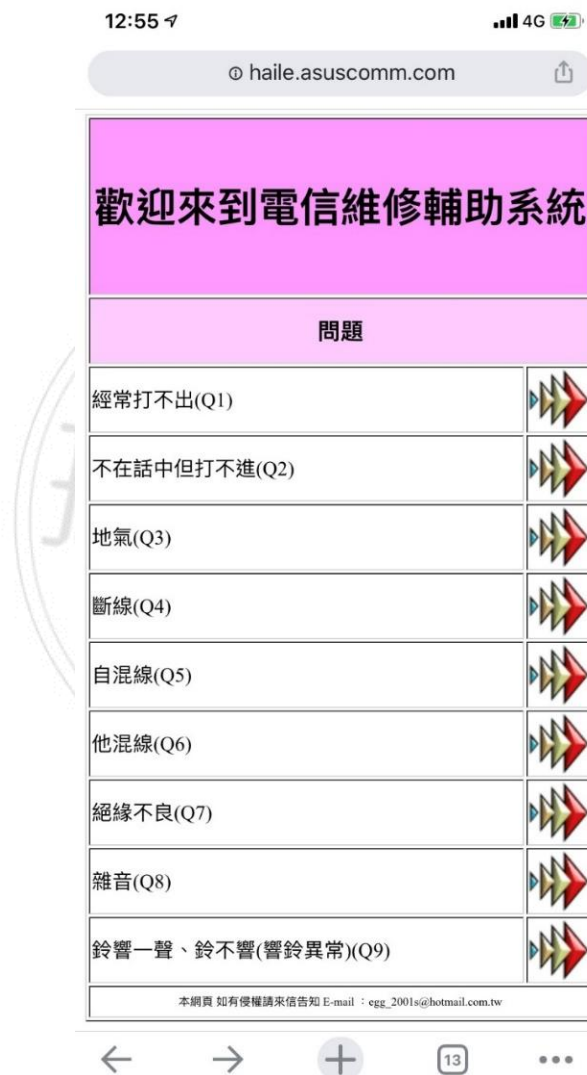 12:55
4G
haile.asuscomm.com
歡迎來到電信維修輔助系統
問題
經常打不出(Q1)
不在話中但打不進(Q2)
地氣(Q3)
斷線(Q4)
自混線(Q5)
他混線(Q6)
絕緣不良(Q7)
雜音(Q8)
鈴響一聲、鈴不響(響鈴異常)(Q9)
本網頁 如有侵權請來信告知 E-mail ：egg_2001s@hotmail.com.tw
13